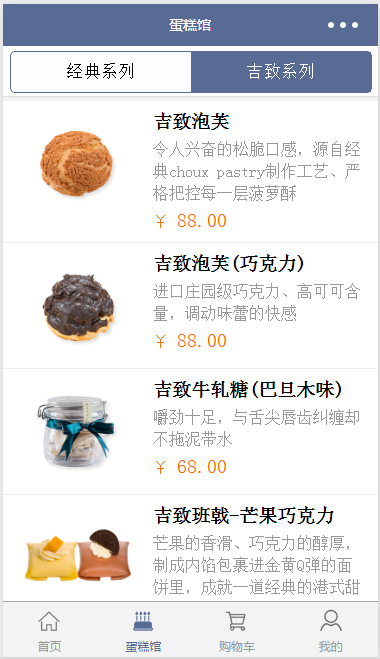 蛋糕馆
经典系列
吉致系列
吉致泡芙
令人兴奋的松脆口感，源自经
典choux pastry制作工艺、严
格把控每一层菠萝酥
￥ 88.00
吉致泡芙(巧克力)
进口庄园级巧克力、高可可含
量，调动味蕾的快感
￥ 88.00
吉致牛轧糖(巴旦木味)
嚼劲十足，与舌尖唇齿纠缠却
不拖泥带水
￥ 68.00
吉致班戟-芒果巧克力
芒果的香滑、巧克力的醇厚，
制成内馅包裹进金黄Q弹的面
饼里，成就一道经典的港式甜
首页
蛋糕馆
购物车
我的